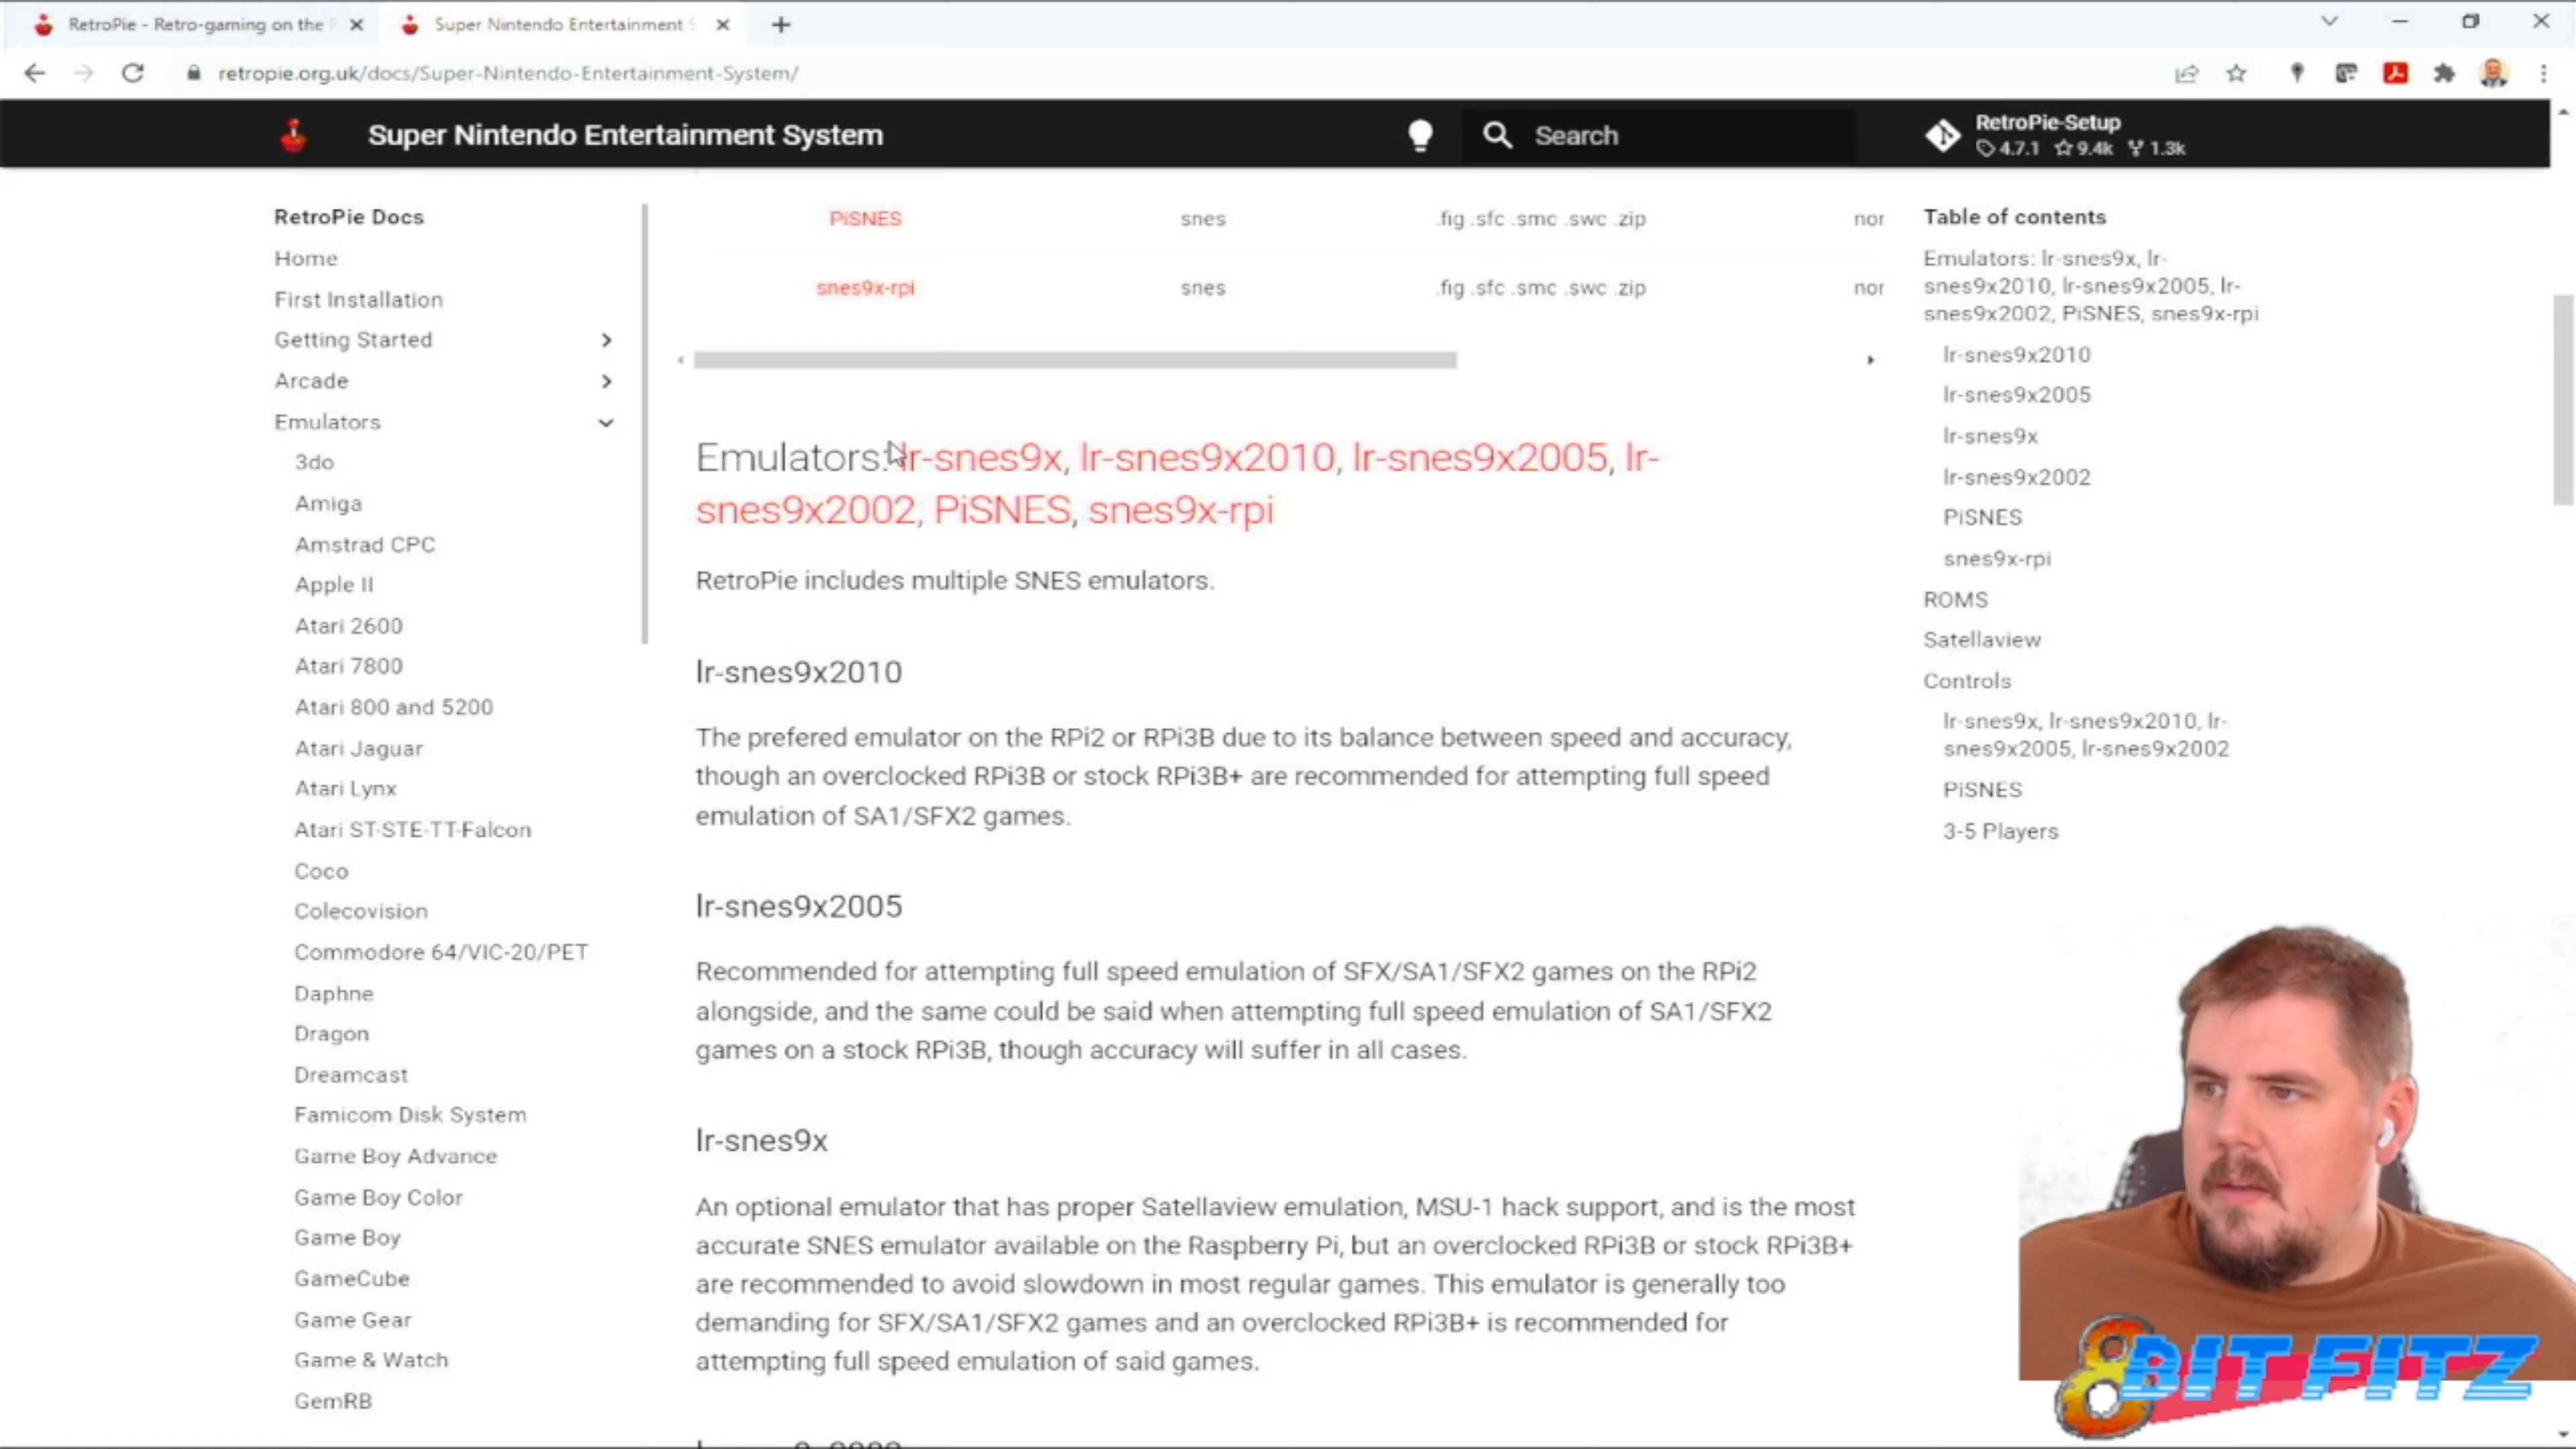 RetroPie - Retro-gaming on the
Super Nintendo Entertainment
retropie.org.uk/docs/Super-Nintendo-Entertainment-System/
Super Nintendo Entertainment System
Search
RetroPie-Setup
4.7.1 9.4k 1.3k
RetroPie Docs
Home
First Installation
Getting Started
Arcade
Emulators
3do
Amiga
Amstrad CPC
Apple II
Atari 2600
Atari 7800
Atari 800 and 5200
Atari Jaguar
Atari Lynx
Atari ST-STE-TT-Falcon
Coco
Colecovision
Commodore 64/VIC-20/PET
Daphne
Dragon
Dreamcast
Famicom Disk System
Game Boy Advance
Game Boy Color
Game Boy
GameCube
Game Gear
Game & Watch
GemRB
PiSNES snes .fig .sfc .smc .swc .zip nor
snes9x-rpi snes .fig .sfc .smc .swc .zip nor
Emulators: lr-snes9x, lr-snes9x2010, lr-snes9x2005, lr-
snes9x2002, PiSNES, snes9x-rpi
RetroPie includes multiple SNES emulators.
lr-snes9x2010
The prefered emulator on the RPi2 or RPi3B due to its balance between speed and accuracy,
though an overclocked RPi3B or stock RPi3B+ are recommended for attempting full speed
emulation of SA1/SFX2 games.
lr-snes9x2005
Recommended for attempting full speed emulation of SFX/SA1/SFX2 games on the RPi2
alongside, and the same could be said when attempting full speed emulation of SA1/SFX2
games on a stock RPi3B, though accuracy will suffer in all cases.
lr-snes9x
An optional emulator that has proper Satellaview emulation, MSU-1 hack support, and is the most
accurate SNES emulator available on the Raspberry Pi, but an overclocked RPi3B or stock RPi3B+
are recommended to avoid slowdown in most regular games. This emulator is generally too
demanding for SFX/SA1/SFX2 games and an overclocked RPi3B+ is recommended for
attempting full speed emulation of said games.
Table of contents
Emulators: lr-snes9x, lr-
snes9x2010, lr-snes9x2005, lr-
snes9x2002, PiSNES, snes9x-rpi
lr-snes9x2010
lr-snes9x2005
lr-snes9x
lr-snes9x2002
PiSNES
snes9x-rpi
ROMS
Satellaview
Controls
lr-snes9x, lr-snes9x2010, lr-
snes9x2005, lr-snes9x2002
PiSNES
3-5 Players
8BIT FITZ